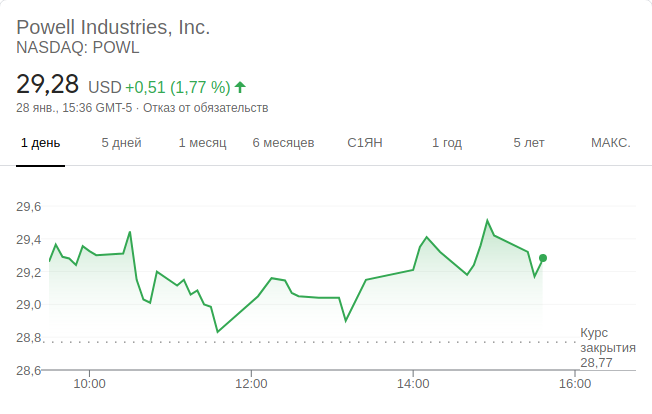 Powell Industries, Inc.
NASDAQ: POWL
29,28 USD +0,51 (1,77 %)
28 янв., 15:36 GMT-5 · Отказ от обязательств
1 день 5 дней 1 месяц 6 месяцев С1ЯН 1 год 5 лет МАКС.
29,6
29,4
29,2
29,0
28,8
28,6
Курс
закрытия
28,77
10:00 12:00 14:00 16:00